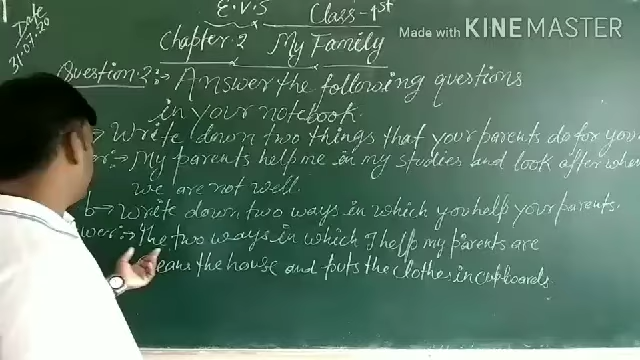 Date
31-07-20
E.V.S Class-1st
Made with KINEMASTER
Chapter.2 My Family
Question.2:→ Answer the following questions
in your notebook.
→ Write down two things that your parents do for you.
→ My parents help me in my studies and look after when
we are not well.
b → Write down two ways in which you help your parents.
:→ The two ways in which I help my parents are
the house and puts the clothes in cupboards.